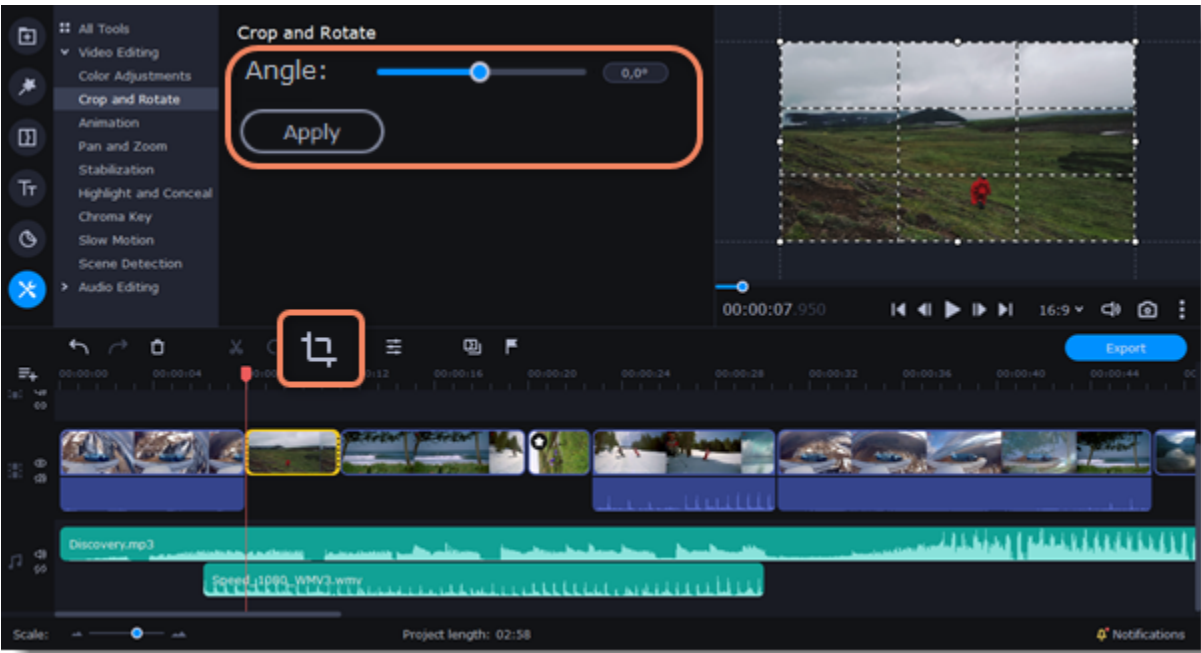 All Tools
Video Editing
Color Adjustments
Crop and Rotate
Animation
Pan and Zoom
Stabilization
Highlight and Conceal
Chroma Key
Slow Motion
Scene Detection
Audio Editing
Crop and Rotate
Angle:
0,0°
Apply
00:00:07.950
16:9
Export
00:00:00
00:00:04
00:00:16
00:00:20
00:00:24
00:00:28
00:00:32
00:00:36
00:00:40
00:00:44
Discovery.mp3
Speed_1080_WMV3.wmv
Scale:
Project length: 02:58
Notifications